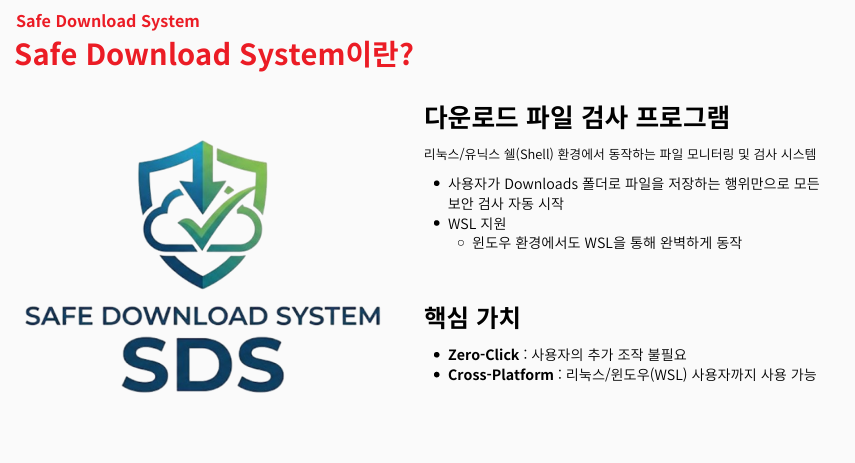 Safe Download System
Safe Download System이란?
SAFE DOWNLOAD SYSTEM
SDS
다운로드 파일 검사 프로그램
리눅스/유닉스 쉘(Shell) 환경에서 동작하는 파일 모니터링 및 검사 시스템
• 사용자가 Downloads 폴더로 파일을 저장하는 행위만으로 모든
보안 검사 자동 시작
• WSL 지원
○ 윈도우 환경에서도 WSL을 통해 완벽하게 동작
핵심 가치
• Zero-Click : 사용자의 추가 조작 불필요
• Cross-Platform : 리눅스/윈도우(WSL) 사용자까지 사용 가능